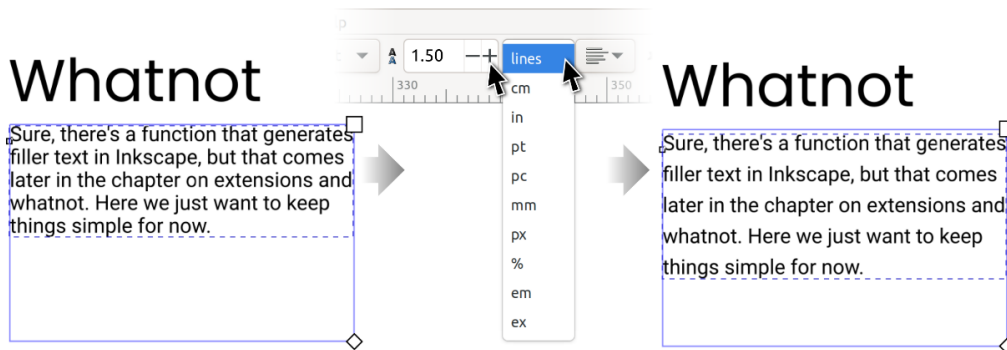 Whatnot
Sure, there's a function that generates
filler text in Inkscape, but that comes
later in the chapter on extensions and
whatnot. Here we just want to keep
things simple for now.
1.50
lines
330
350
cm
in
pt
pc
mm
px
%
em
ex
Whatnot
Sure, there's a function that generates
filler text in Inkscape, but that comes
later in the chapter on extensions and
whatnot. Here we just want to keep
things simple for now.